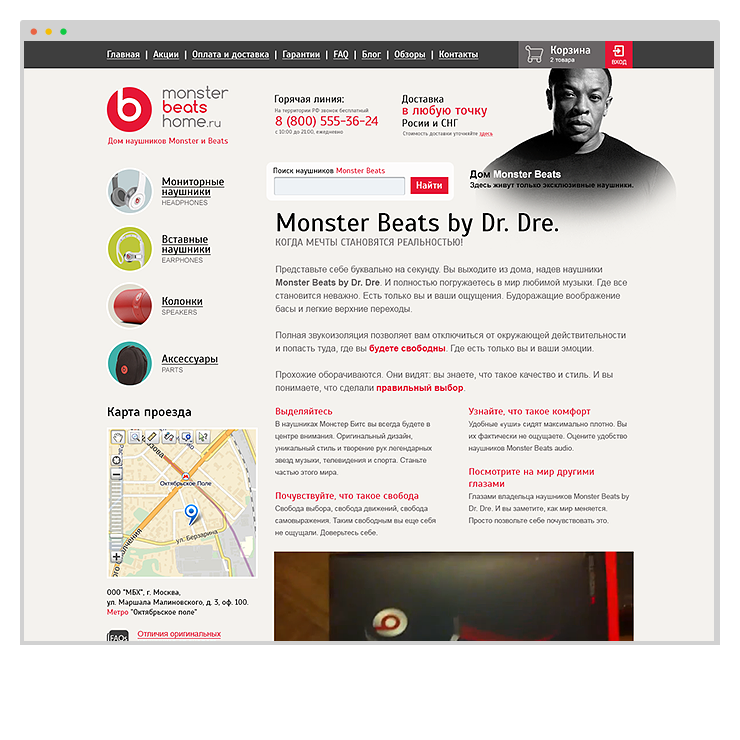 Главная | Акции | Оплата и доставка | Гарантии | FAQ | Блог | Обзоры | Контакты
Корзина
2 товара
ВХОД
monster
beats
home.ru
Дом наушников Monster и Beats
Горячая линия:
На территории РФ звонок бесплатный
8 (800) 555-36-24
с 10:00 до 21:00, ежедневно
Доставка
в любую точку
Росии и СНГ
Стоимость доставки уточняйте здесь
Поиск наушников Monster Beats
Найти
Дом Monster Beats
Здесь живут только эксклюзивные наушники.
Мониторные
наушники
HEADPHONES
Вставные
наушники
EARPHONES
Колонки
SPEAKERS
Аксессуары
PARTS
Карта проезда
Октябрьское Поле
ул. Берзарина
ООО "МБХ", г. Москва,
ул. Маршала Малиновского, д. 3, оф. 100.
Метро "Октябрьское поле"
FAQs
Отличия оригинальных
Monster Beats by Dr. Dre.
КОГДА МЕЧТЫ СТАНОВЯТСЯ РЕАЛЬНОСТЬЮ!
Представьте себе буквально на секунду. Вы выходите из дома, надев наушники
Monster Beats by Dr. Dre. И полностью погружаетесь в мир любимой музыки. Где все
становится неважно. Есть только вы и ваши ощущения. Будоражащие воображение
басы и легкие верхние переходы.
Полная звукоизоляция позволяет вам отключиться от окружающей действительности
и попасть туда, где вы будете свободны. Где есть только вы и ваши эмоции.
Прохожие оборачиваются. Они видят: вы знаете, что такое качество и стиль. И вы
понимаете, что сделали правильный выбор.
Выделяйтесь
В наушниках Монстер Битс вы всегда будете в
центре внимания. Оригинальный дизайн,
уникальный стиль и творение рук легендарных
звезд музыки, телевидения и спорта. Станьте
частью этого мира.
Почувствуйте, что такое свобода
Свобода выбора, свобода движений, свобода
самовыражения. Таким свободным вы еще себя
не ощущали. Доверьтесь себе.
Узнайте, что такое комфорт
Удобные «уши» сидят максимально плотно. Вы
их фактически не ощущаете. Оцените удобство
наушников Monster Beats audio.
Посмотрите на мир другими
глазами
Глазами владельца наушников Monster Beats by
Dr. Dre. И вы заметите, как мир меняется.
Просто позвольте себе почувствовать это.